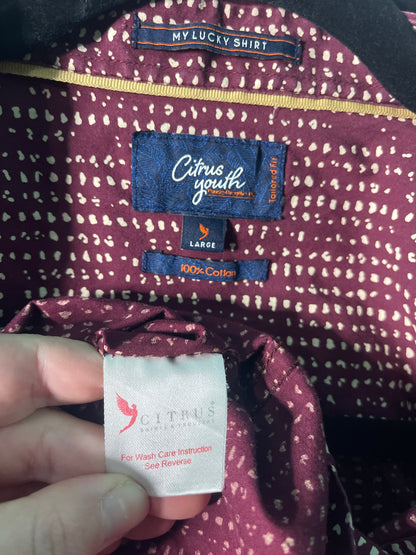 MY LUCKY SHIRT
Citrus
youth
Tailored Fit
LARGE
100% Cotton
CITRUS
For Wash Care Instruction
See Reverse